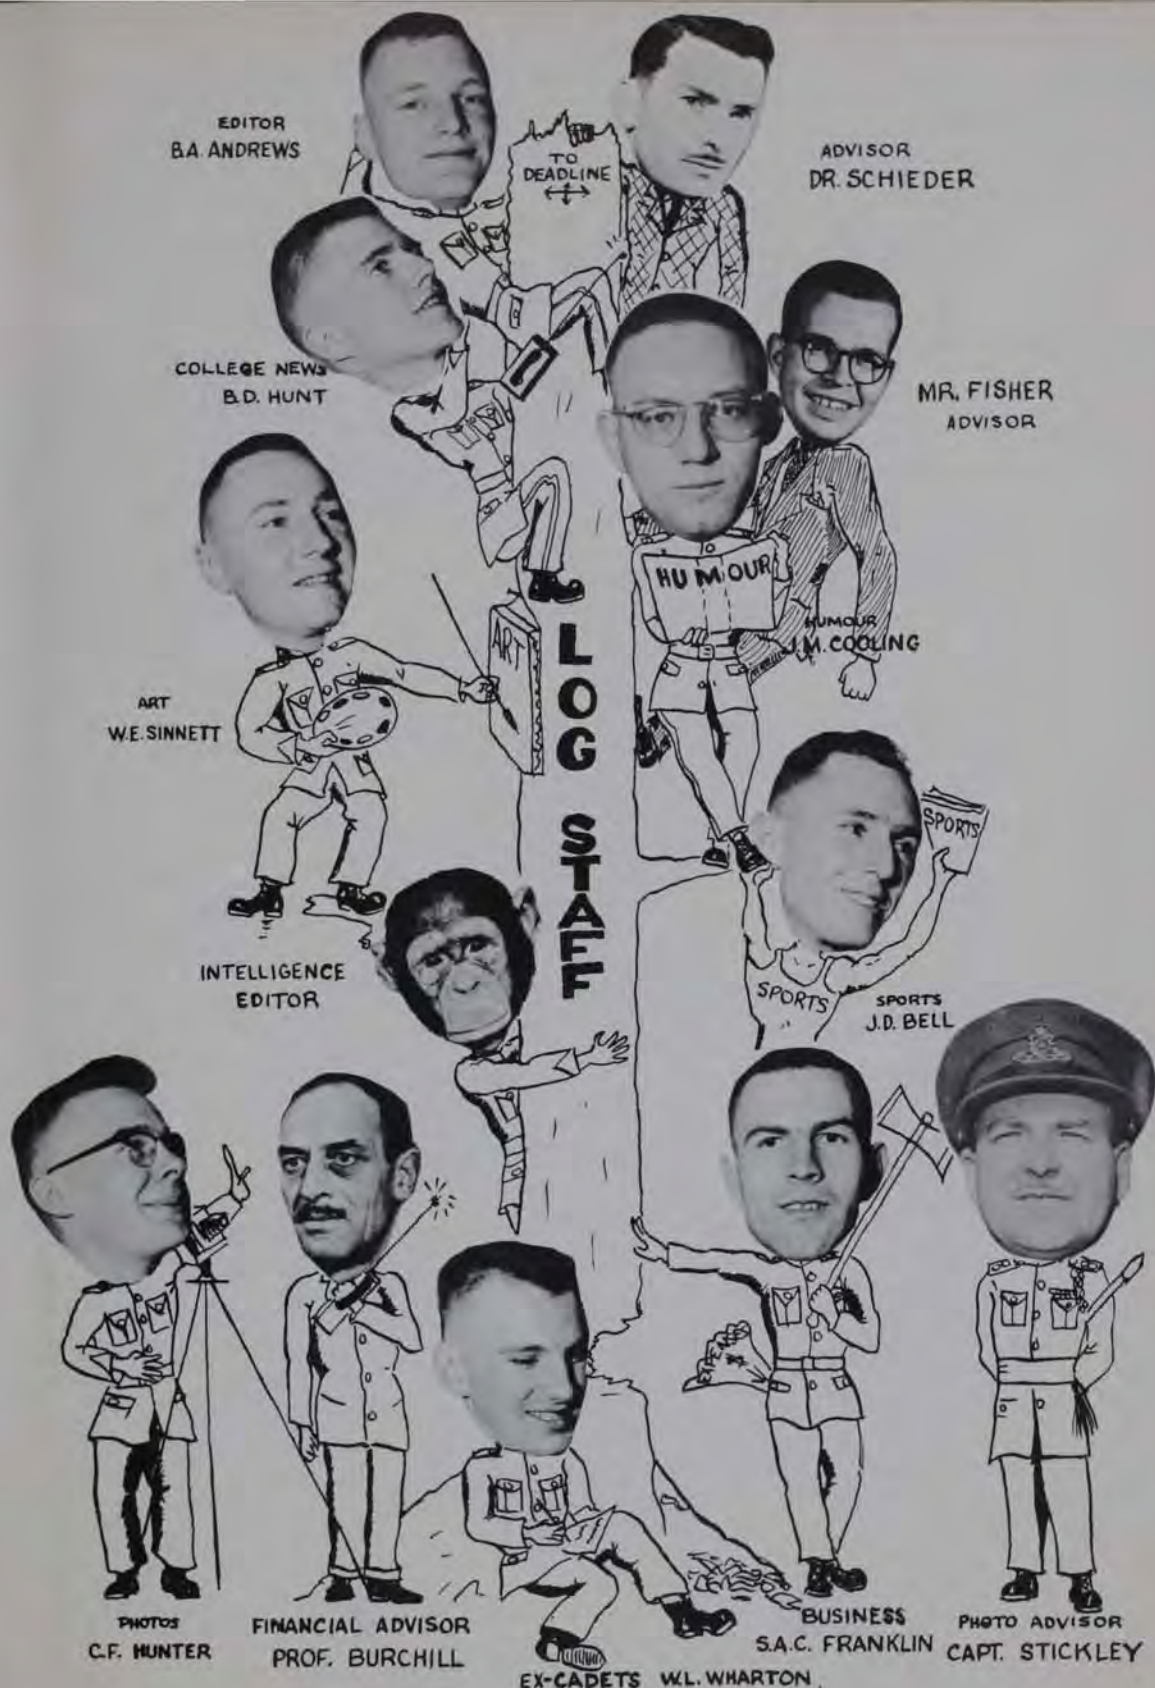 EDITOR
B.A. ANDREWS
TO
DEADLINE
ADVISOR
DR. SCHIEDER
COLLEGE NEWS
B.D. HUNT
MR. FISHER
ADVISOR
HUMOUR
HUMOUR
J.M. COOLING
ART
ART
W.E. SINNETT
LOG STAFF
SPORTS
SPORTS
SPORTS
J.D. BELL
INTELLIGENCE
EDITOR
PHOTOS
C.F. HUNTER
FINANCIAL ADVISOR
PROF. BURCHILL
EX-CADETS W.L. WHARTON
BUSINESS
S.A.C. FRANKLIN
PHOTO ADVISOR
CAPT. STICKLEY